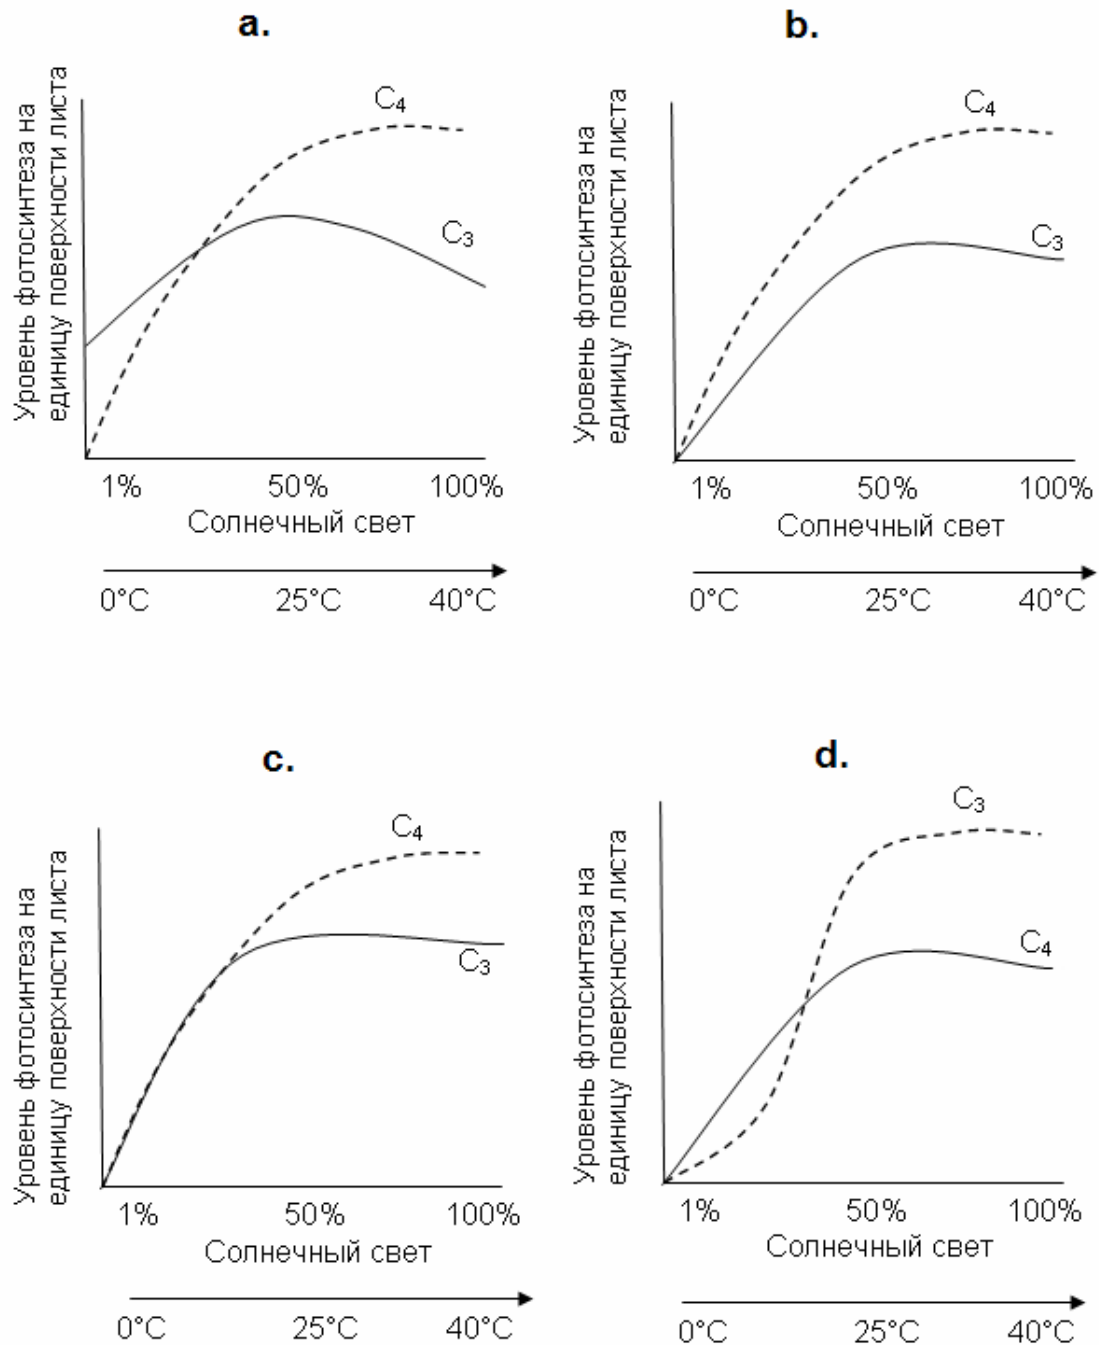 a.
Уровень фотосинтеза на
единицу поверхности листа
C₄
C₃
1% 50% 100%
Солнечный свет
0°C 25°C 40°C
b.
Уровень фотосинтеза на
единицу поверхности листа
C₄
C₃
1% 50% 100%
Солнечный свет
0°C 25°C 40°C
c.
Уровень фотосинтеза на
единицу поверхности листа
C₄
C₃
1% 50% 100%
Солнечный свет
0°C 25°C 40°C
d.
Уровень фотосинтеза на
единицу поверхности листа
C₃
C₄
1% 50% 100%
Солнечный свет
0°C 25°C 40°C